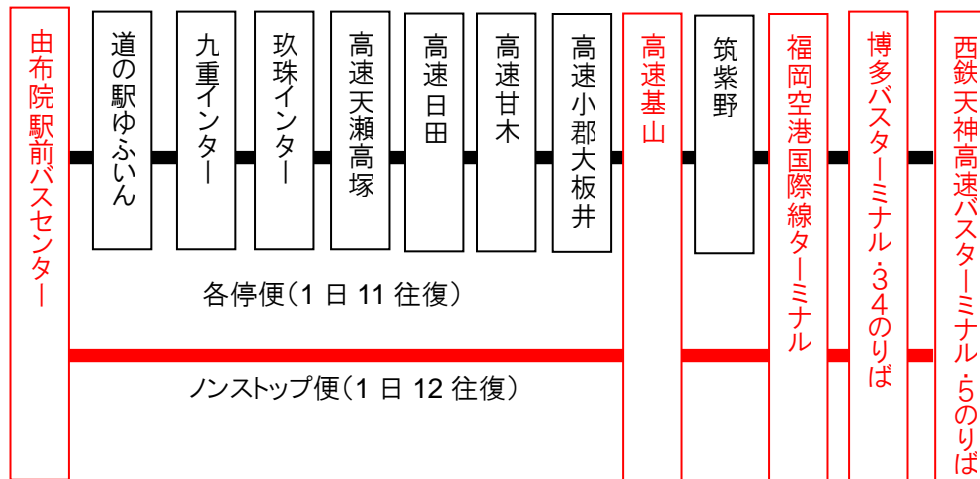 由布院駅前バスセンター
道の駅ゆふいん
九重インター
玖珠インター
高速天瀬高塚
高速日田
高速甘木
高速小郡大板井
高速基山
筑紫野
福岡空港国際線ターミナル
博多バスターミナル・34のりば
西鉄天神高速バスターミナル・5のりば
各停便(1 日 11 往復)
ノンストップ便(1 日 12 往復)